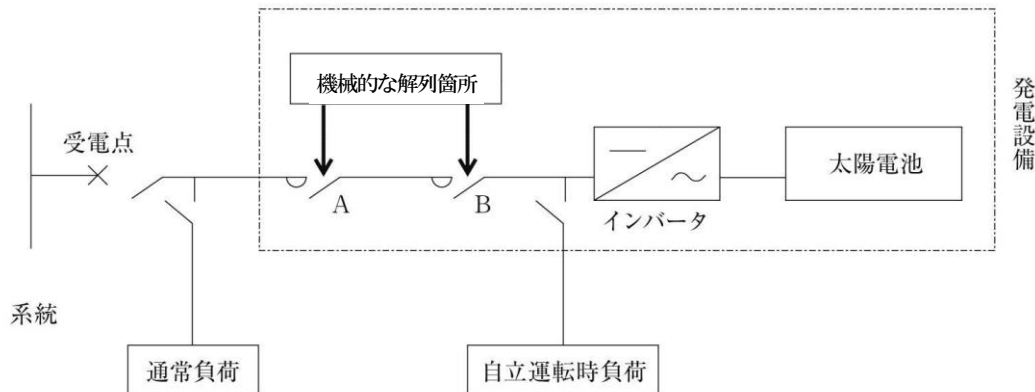 機械的な解列箇所
発電設備
受電点
太陽電池
A
B
インバータ
系統
通常負荷
自立運転時負荷